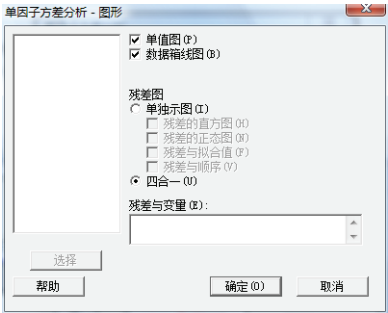 单因子方差分析 - 图形
单值图(P)
数据箱线图(B)
残差图
单独示图(I)
残差的直方图(H)
残差的正态图(N)
残差与拟合值(F)
残差与顺序(V)
四合一(U)
残差与变量(E):
选择
帮助
确定(O)
取消